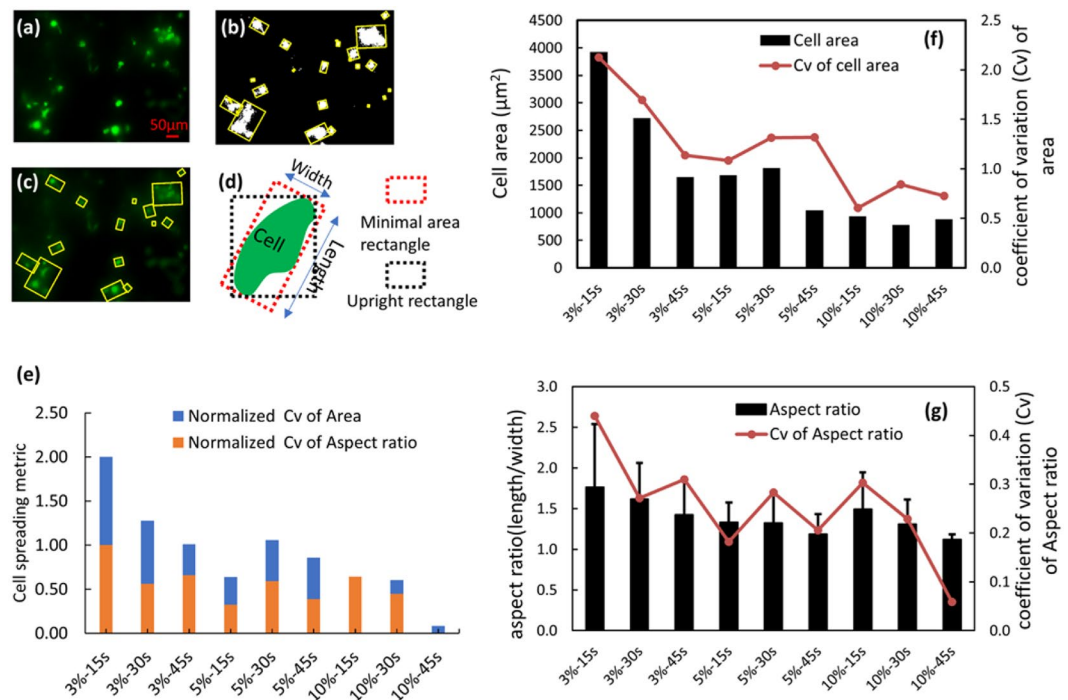 (a)
50μm
(b)
(c)
(d)
Width
Length
Cell
Minimal area
rectangle
Upright rectangle
(f)
Cell area
Cv of cell area
Cell area (μm²)
4500
4000
3500
3000
2500
2000
1500
1000
500
0
2.5
2.0
1.5
1.0
0.5
0.0
coefficient of variation (Cv) of
area
3%-15s
3%-30s
3%-45s
5%-15s
5%-30s
5%-45s
10%-15s
10%-30s
10%-45s
(e)
Normalized Cv of Area
Normalized Cv of Aspect ratio
Cell spreading metric
2.50
2.00
1.50
1.00
0.50
0.00
3%-15s
3%-30s
3%-45s
5%-15s
5%-30s
5%-45s
10%-15s
10%-30s
10%-45s
(g)
Aspect ratio
Cv of Aspect ratio
aspect ratio(length/width)
3.0
2.5
2.0
1.5
1.0
0.5
0.0
0.5
0.4
0.3
0.2
0.1
0.0
coefficient of variation (Cv)
of Aspect ratio
3%-15s
3%-30s
3%-45s
5%-15s
5%-30s
5%-45s
10%-15s
10%-30s
10%-45s